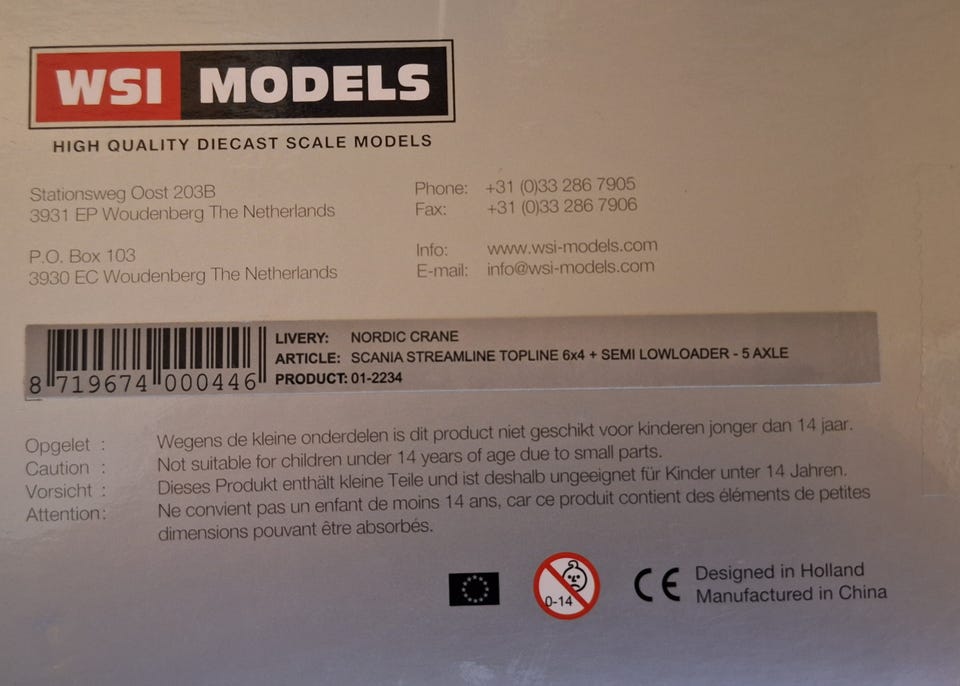 WSI MODELS
HIGH QUALITY DIECAST SCALE MODELS
Stationsweg Oost 203B
3931 EP Woudenberg The Netherlands
P.O. Box 103
3930 EC Woudenberg The Netherlands
Phone: +31 (0)33 286 7905
Fax: +31 (0)33 286 7906
Info: www.wsi-models.com
E-mail: info@wsi-models.com
8 719674 000446
LIVERY: NORDIC CRANE
ARTICLE: SCANIA STREAMLINE TOPLINE 6x4 + SEMI LOWLOADER - 5 AXLE
PRODUCT: 01-2234
Opgelet : Wegens de kleine onderdelen is dit product niet geschikt voor kinderen jonger dan 14 jaar.
Caution : Not suitable for children under 14 years of age due to small parts.
Vorsicht : Dieses Produkt enthält kleine Teile und ist deshalb ungeeignet für Kinder unter 14 Jahren.
Attention: Ne convient pas un enfant de moins 14 ans, car ce produit contient des éléments de petites
dimensions pouvant être absorbés.
0-14
CE
Designed in Holland
Manufactured in China